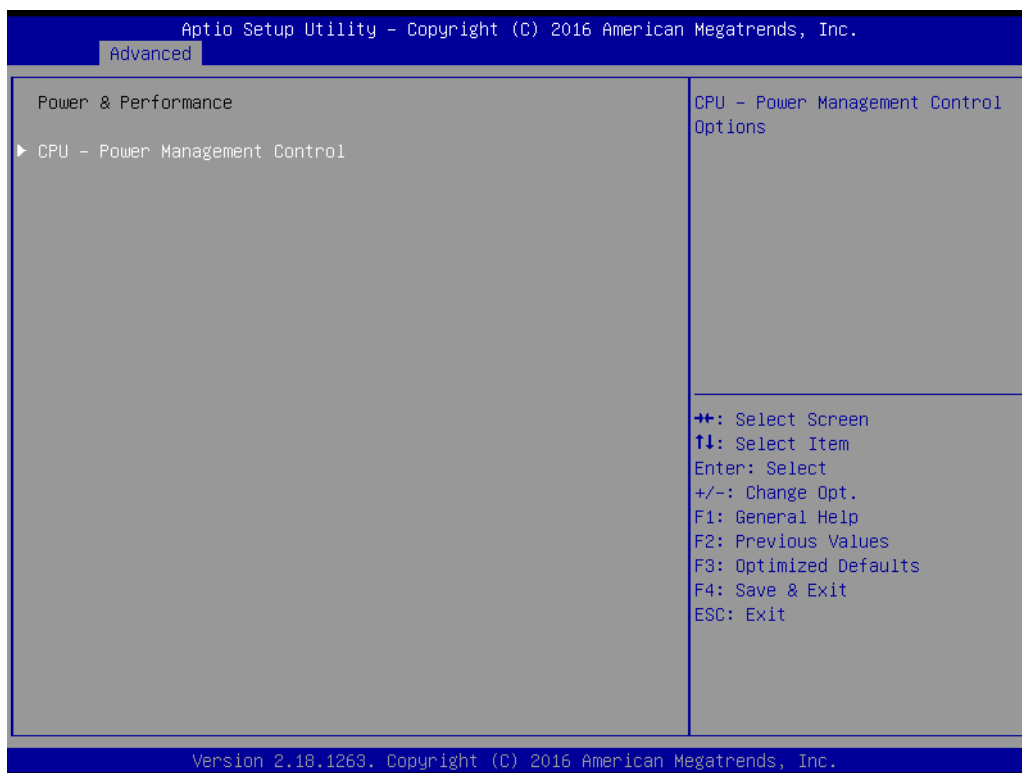 Aptio Setup Utility – Copyright (C) 2016 American Megatrends, Inc.
Advanced
Power & Performance
▶ CPU – Power Management Control
CPU – Power Management Control
Options
→←: Select Screen
↑↓: Select Item
Enter: Select
+/-: Change Opt.
F1: General Help
F2: Previous Values
F3: Optimized Defaults
F4: Save & Exit
ESC: Exit
Version 2.18.1263. Copyright (C) 2016 American Megatrends, Inc.